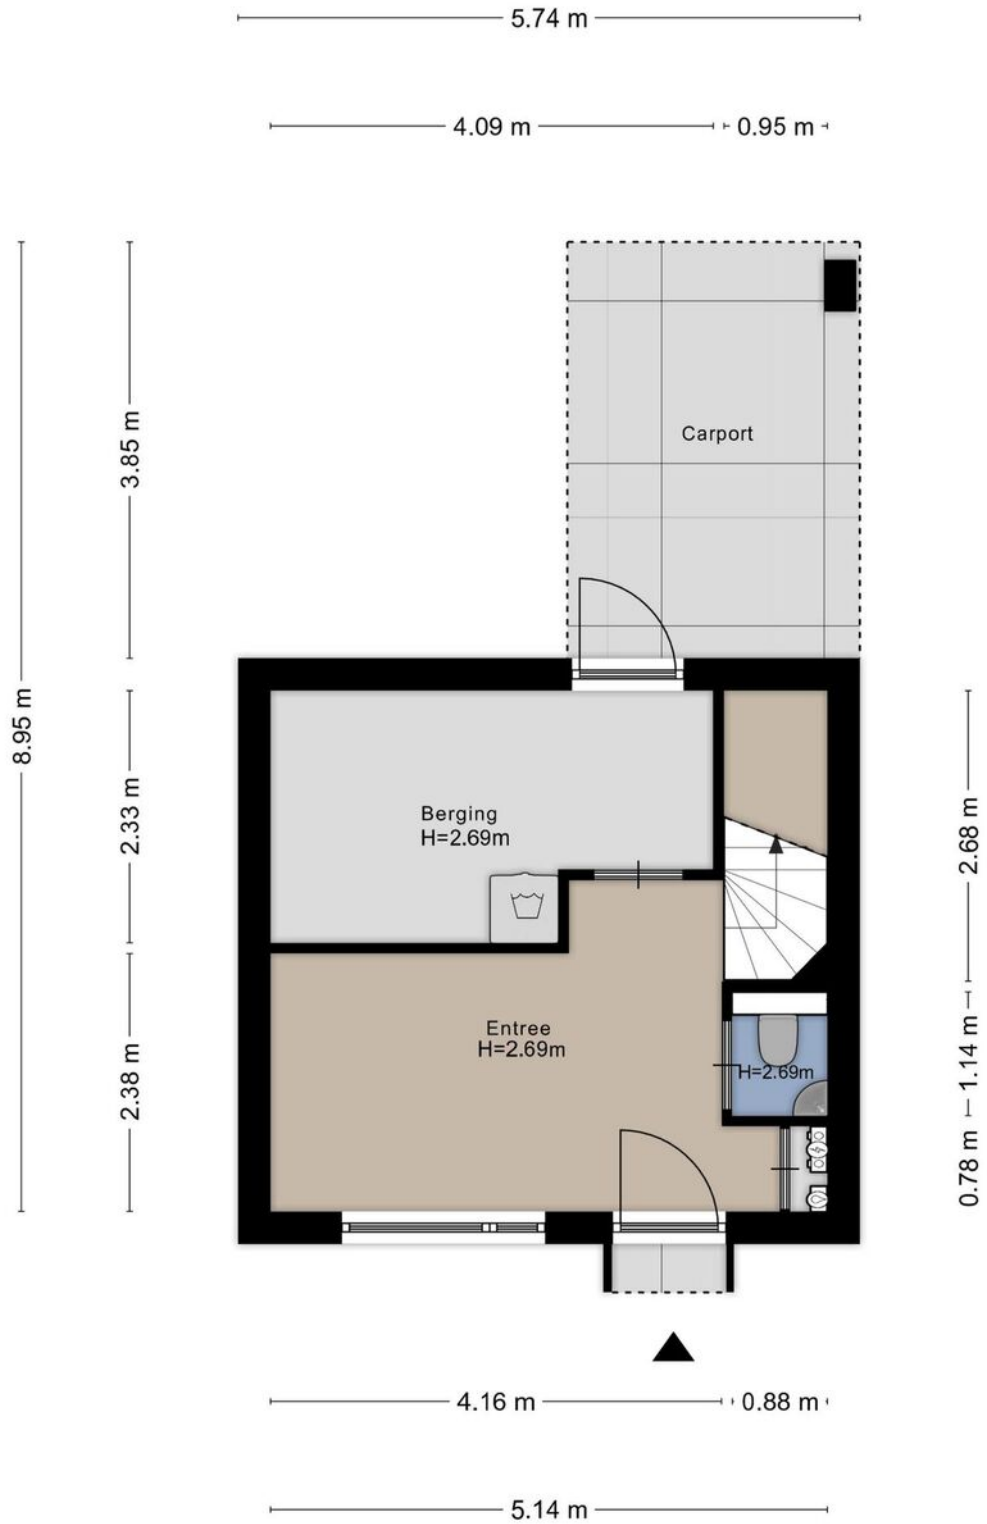 5.74 m
4.09 m
0.95 m
3.85 m
Carport
8.95 m
2.33 m
Berging
H=2.69m
2.68 m
Entree
H=2.69m
2.38 m
H=2.69m
1.14 m
0.78 m
4.16 m
0.88 m
5.14 m